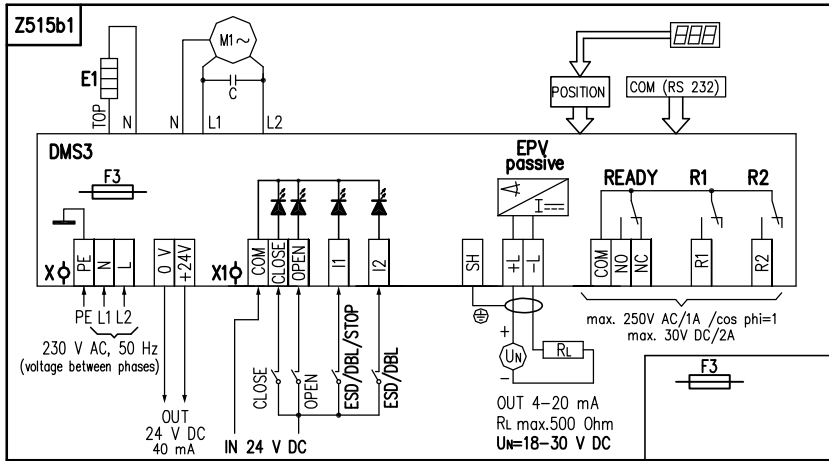 Z515b1
E1
TOP
N
N
M1~
C
L1
L2
POSITION
COM (RS 232)
DMS3
F3
EPV
passive
READY
R1
R2
X
PE
N
L
0 V
+24V
X1
COM
CLOSE
OPEN
I1
I2
SH
+L
-L
COM
NO
NC
R1
R2
PE L1 L2
230 V AC, 50 Hz
(voltage between phases)
OUT
24 V DC
40 mA
IN 24 V DC
CLOSE
OPEN
ESD/DBL/STOP
ESD/DBL
+
UN
−
RL
OUT 4-20 mA
RL max.500 Ohm
UN=18-30 V DC
max. 250V AC/1A /cos phi=1
max. 30V DC/2A
F3